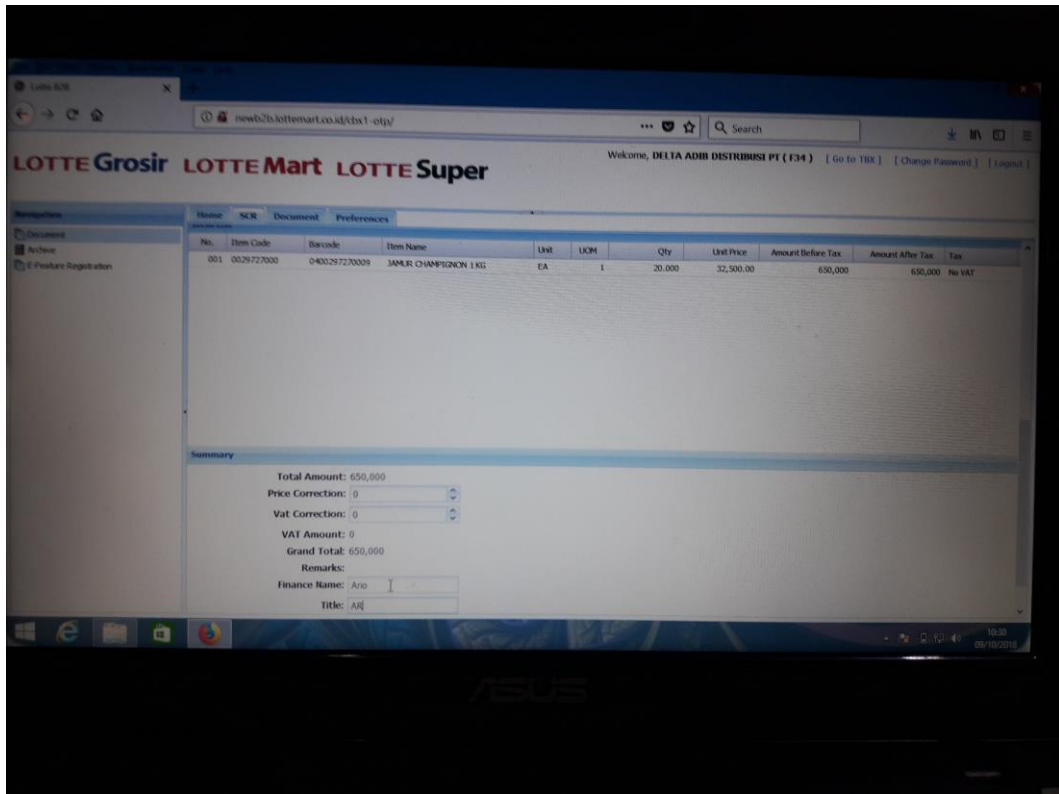 Lotte B2B
newb2b.lottemart.co.id/cbx1-otp/
Search
LOTTE Grosir LOTTE Mart LOTTE Super
Welcome, DELTA ADIB DISTRIBUSI PT ( F34 ) [ Go to TBX ] [ Change Password ] [ Logout ]
Navigation
Document
Archive
E-Feature Registration
Home SCR Document Preferences
No. Item Code Barcode Item Name Unit UOM Qty Unit Price Amount Before Tax Amount After Tax Tax
001 0029727000 0400297270009 JAMUR CHAMPIGNON 1 KG EA 1 20.000 32,500.00 650,000 650,000 No VAT
Summary
Total Amount: 650,000
Price Correction: 0
Vat Correction: 0
VAT Amount: 0
Grand Total: 650,000
Remarks:
Finance Name: Ario
Title: AR
10:30
09/10/2018
ASUS